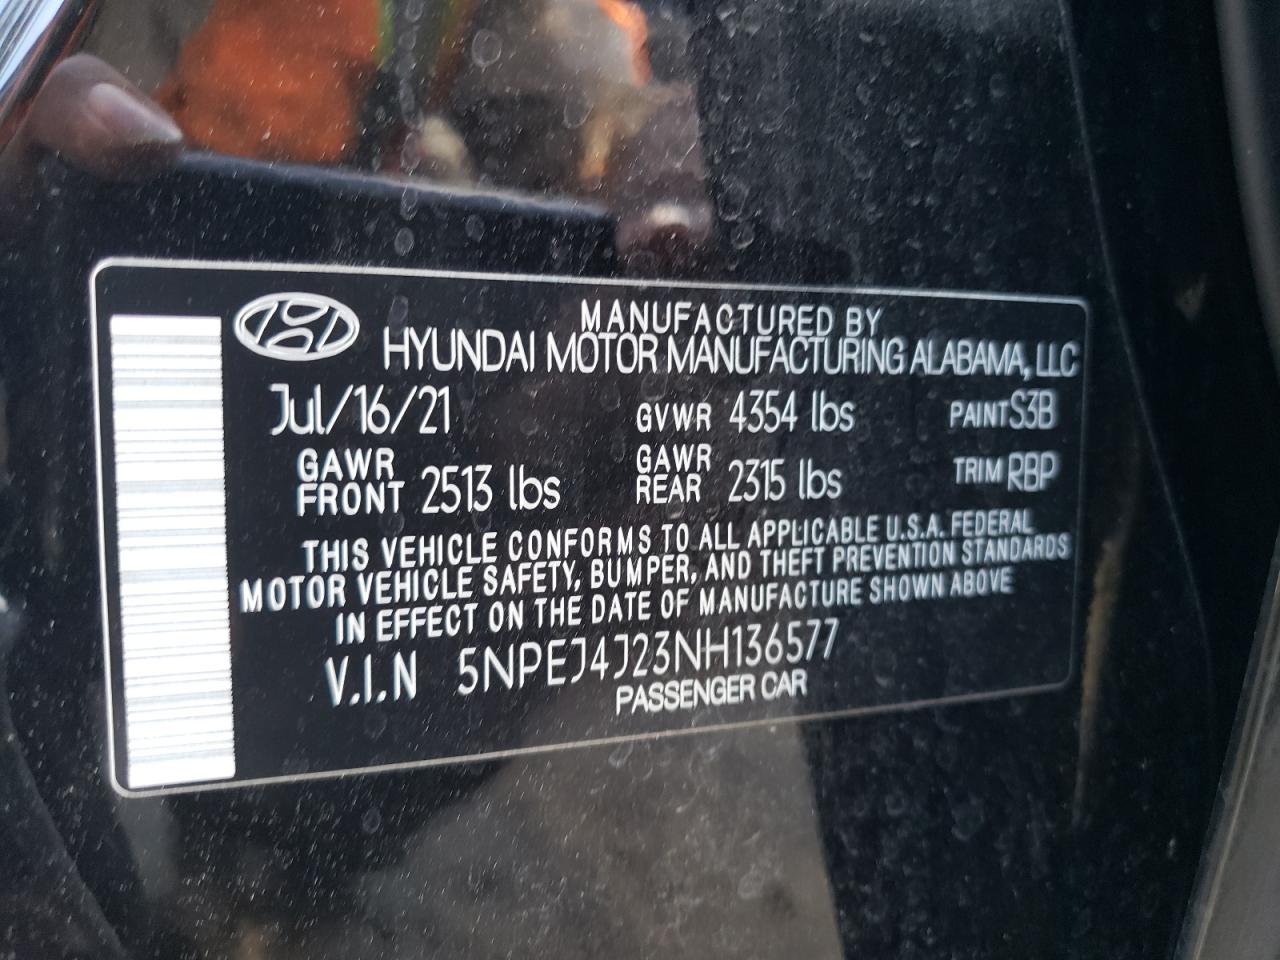 MANUFACTURED BY
HYUNDAI MOTOR MANUFACTURING ALABAMA, LLC
Jul/16/21 GVWR 4354 lbs PAINT S3B
GAWR FRONT 2513 lbs GAWR REAR 2315 lbs TRIM RBP
THIS VEHICLE CONFORMS TO ALL APPLICABLE U.S.A. FEDERAL
MOTOR VEHICLE SAFETY, BUMPER, AND THEFT PREVENTION STANDARDS
IN EFFECT ON THE DATE OF MANUFACTURE SHOWN ABOVE
V.I.N 5NPEJ4J23NH136577
PASSENGER CAR